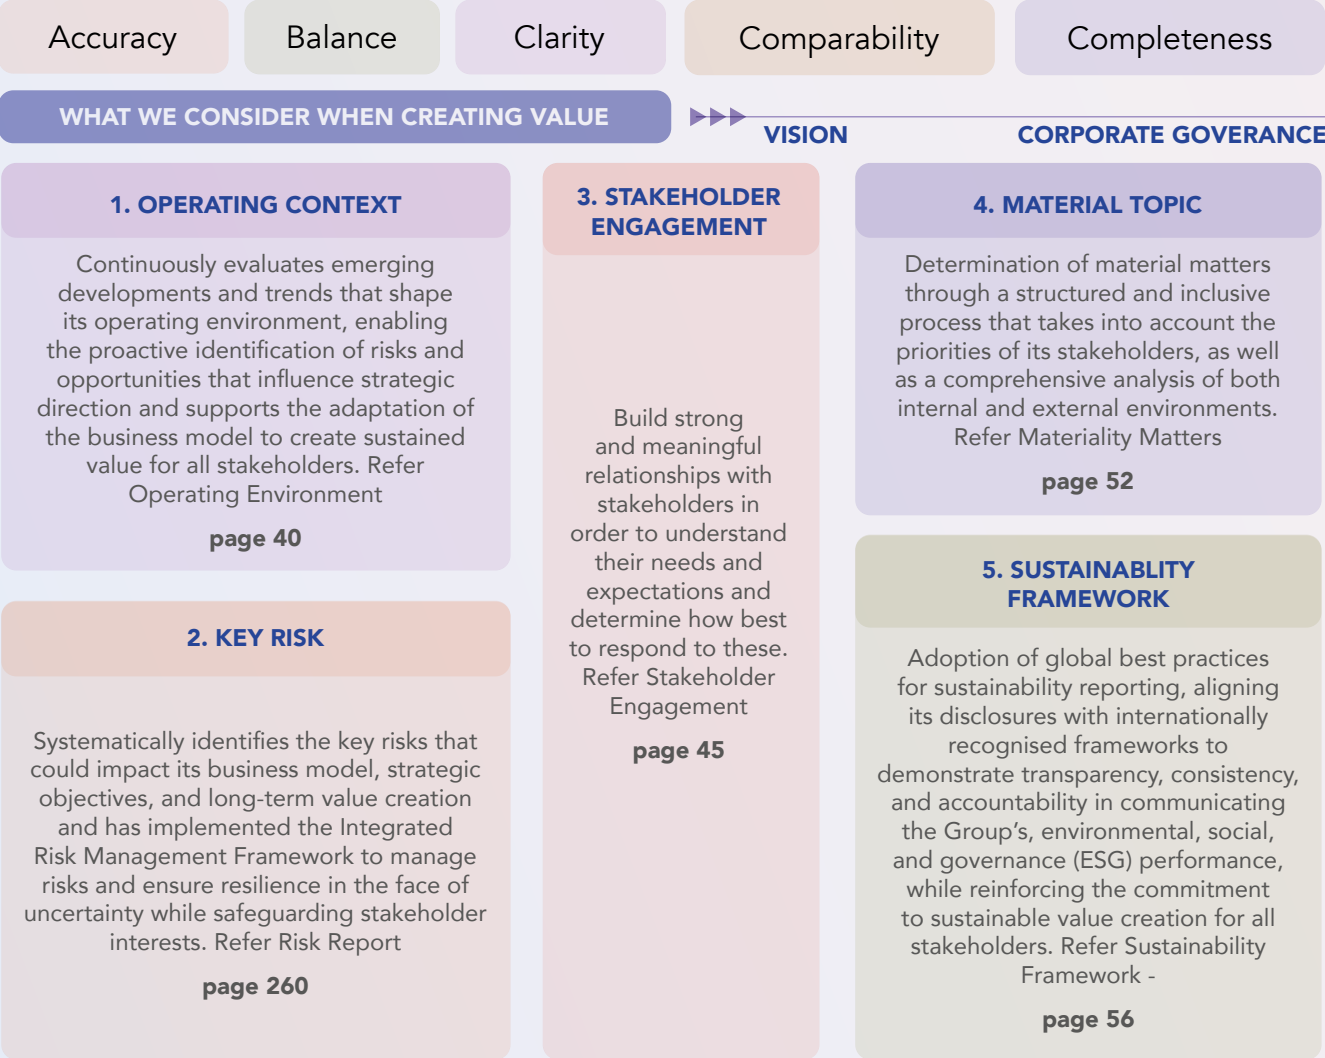 Accuracy
Balance
Clarity
Comparability
Completeness
WHAT WE CONSIDER WHEN CREATING VALUE
VISION
CORPORATE GOVERANCE
1. OPERATING CONTEXT
Continuously evaluates emerging
developments and trends that shape
its operating environment, enabling
the proactive identification of risks and
opportunities that influence strategic
direction and supports the adaptation of
the business model to create sustained
value for all stakeholders. Refer
Operating Environment
page 40
2. KEY RISK
Systematically identifies the key risks that
could impact its business model, strategic
objectives, and long-term value creation
and has implemented the Integrated
Risk Management Framework to manage
risks and ensure resilience in the face of
uncertainty while safeguarding stakeholder
interests. Refer Risk Report
page 260
3. STAKEHOLDER
ENGAGEMENT
Build strong
and meaningful
relationships with
stakeholders in
order to understand
their needs and
expectations and
determine how best
to respond to these.
Refer Stakeholder
Engagement
page 45
4. MATERIAL TOPIC
Determination of material matters
through a structured and inclusive
process that takes into account the
priorities of its stakeholders, as well
as a comprehensive analysis of both
internal and external environments.
Refer Materiality Matters
page 52
5. SUSTAINABLITY
FRAMEWORK
Adoption of global best practices
for sustainability reporting, aligning
its disclosures with internationally
recognised frameworks to
demonstrate transparency, consistency,
and accountability in communicating
the Group's, environmental, social,
and governance (ESG) performance,
while reinforcing the commitment
to sustainable value creation for all
stakeholders. Refer Sustainability
Framework -
page 56